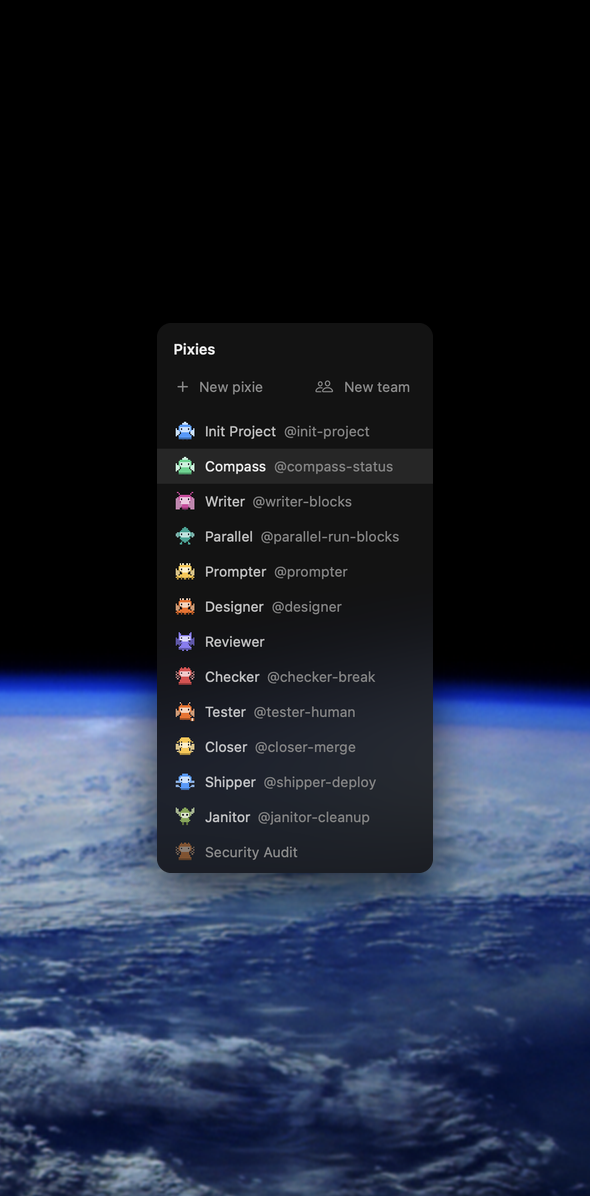 Pixies
+ New pixie New team
Init Project @init-project
Compass @compass-status
Writer @writer-blocks
Parallel @parallel-run-blocks
Prompter @prompter
Designer @designer
Reviewer
Checker @checker-break
Tester @tester-human
Closer @closer-merge
Shipper @shipper-deploy
Janitor @janitor-cleanup
Security Audit